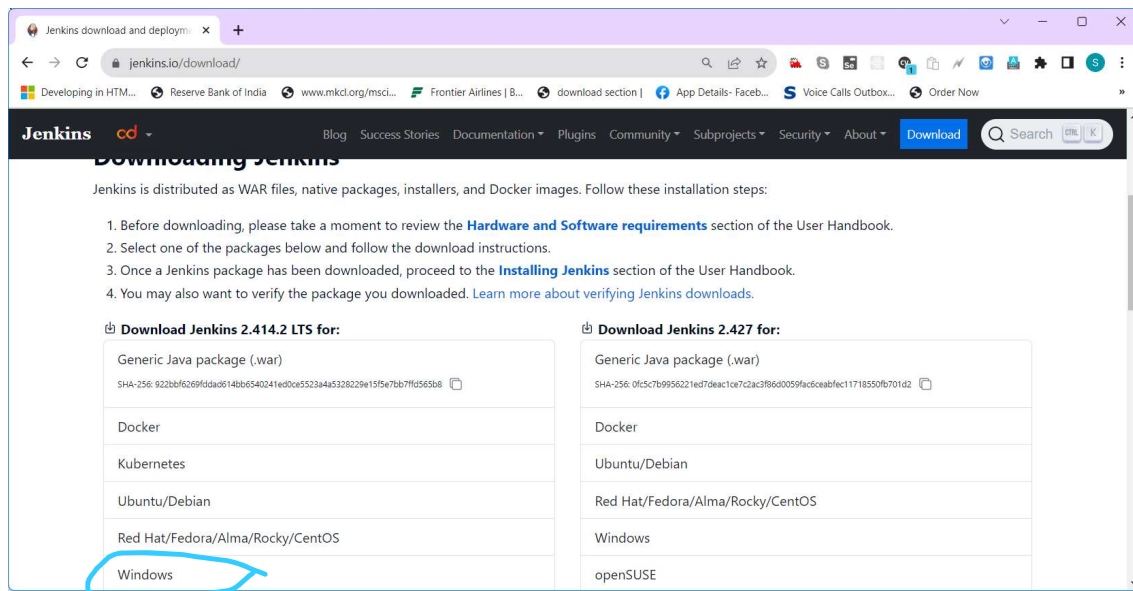 Jenkins download and deploym
jenkins.io/download/
Developing in HTM... Reserve Bank of India www.mkcl.org/msci... Frontier Airlines | B... download section | App Details- Faceb... Voice Calls Outbox... Order Now »
Jenkins cd Blog Success Stories Documentation Plugins Community Subprojects Security About Download Search CTRL K
Downloading Jenkins
Jenkins is distributed as WAR files, native packages, installers, and Docker images. Follow these installation steps:
1. Before downloading, please take a moment to review the Hardware and Software requirements section of the User Handbook.
2. Select one of the packages below and follow the download instructions.
3. Once a Jenkins package has been downloaded, proceed to the Installing Jenkins section of the User Handbook.
4. You may also want to verify the package you downloaded. Learn more about verifying Jenkins downloads.
Download Jenkins 2.414.2 LTS for:
Generic Java package (.war)
SHA-256: 922bbf6269fddad614bb6540241ed0ce5523a4a5328229e15f5e7bb7ffd565b8
Docker
Kubernetes
Ubuntu/Debian
Red Hat/Fedora/Alma/Rocky/CentOS
Windows
Download Jenkins 2.427 for:
Generic Java package (.war)
SHA-256: 0fc5c7b9956221ed7deac1ce7c2ac3f86d0059fac6ceabfec11718550fb701d2
Docker
Ubuntu/Debian
Red Hat/Fedora/Alma/Rocky/CentOS
Windows
openSUSE